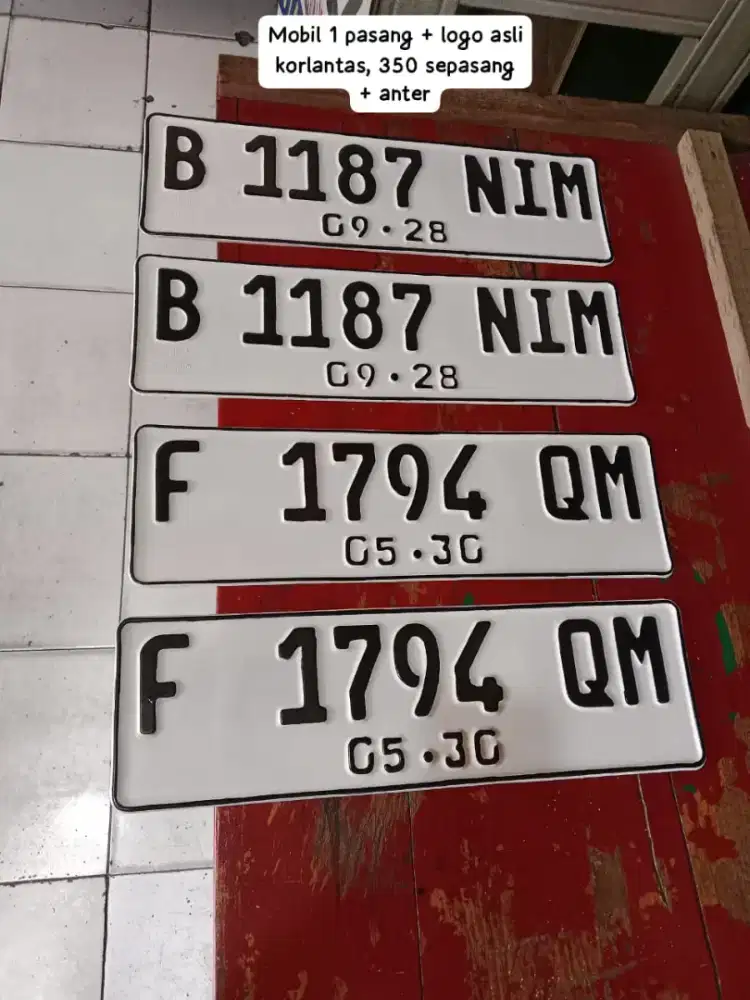 Mobil 1 pasang + logo asli
korlantas, 350 sepasang
+ anter
B 1187 NIM
09·28
B 1187 NIM
09·28
F 1794 QM
05·30
F 1794 QM
05·30